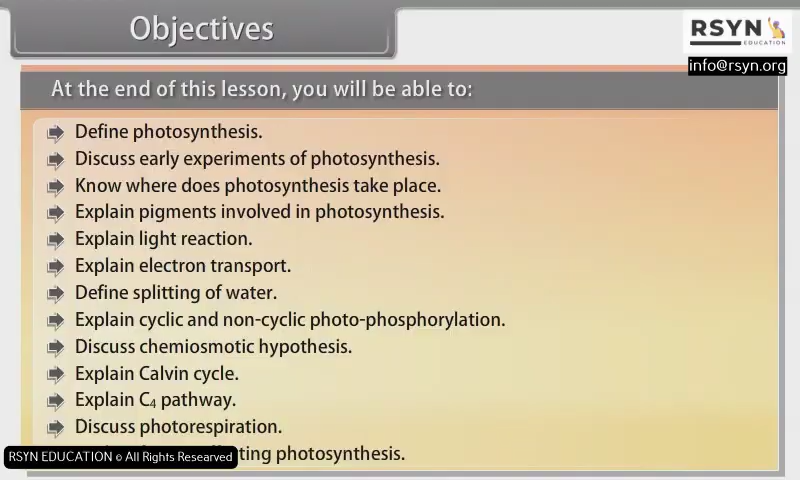 Objectives
RSYN
EDUCATION
info@rsyn.org
At the end of this lesson, you will be able to:
Define photosynthesis.
Discuss early experiments of photosynthesis.
Know where does photosynthesis take place.
Explain pigments involved in photosynthesis.
Explain light reaction.
Explain electron transport.
Define splitting of water.
Explain cyclic and non-cyclic photo-phosphorylation.
Discuss chemiosmotic hypothesis.
Explain Calvin cycle.
Explain C₄ pathway.
Discuss photorespiration.
photosynthesis.
RSYN EDUCATION © All Rights Researved